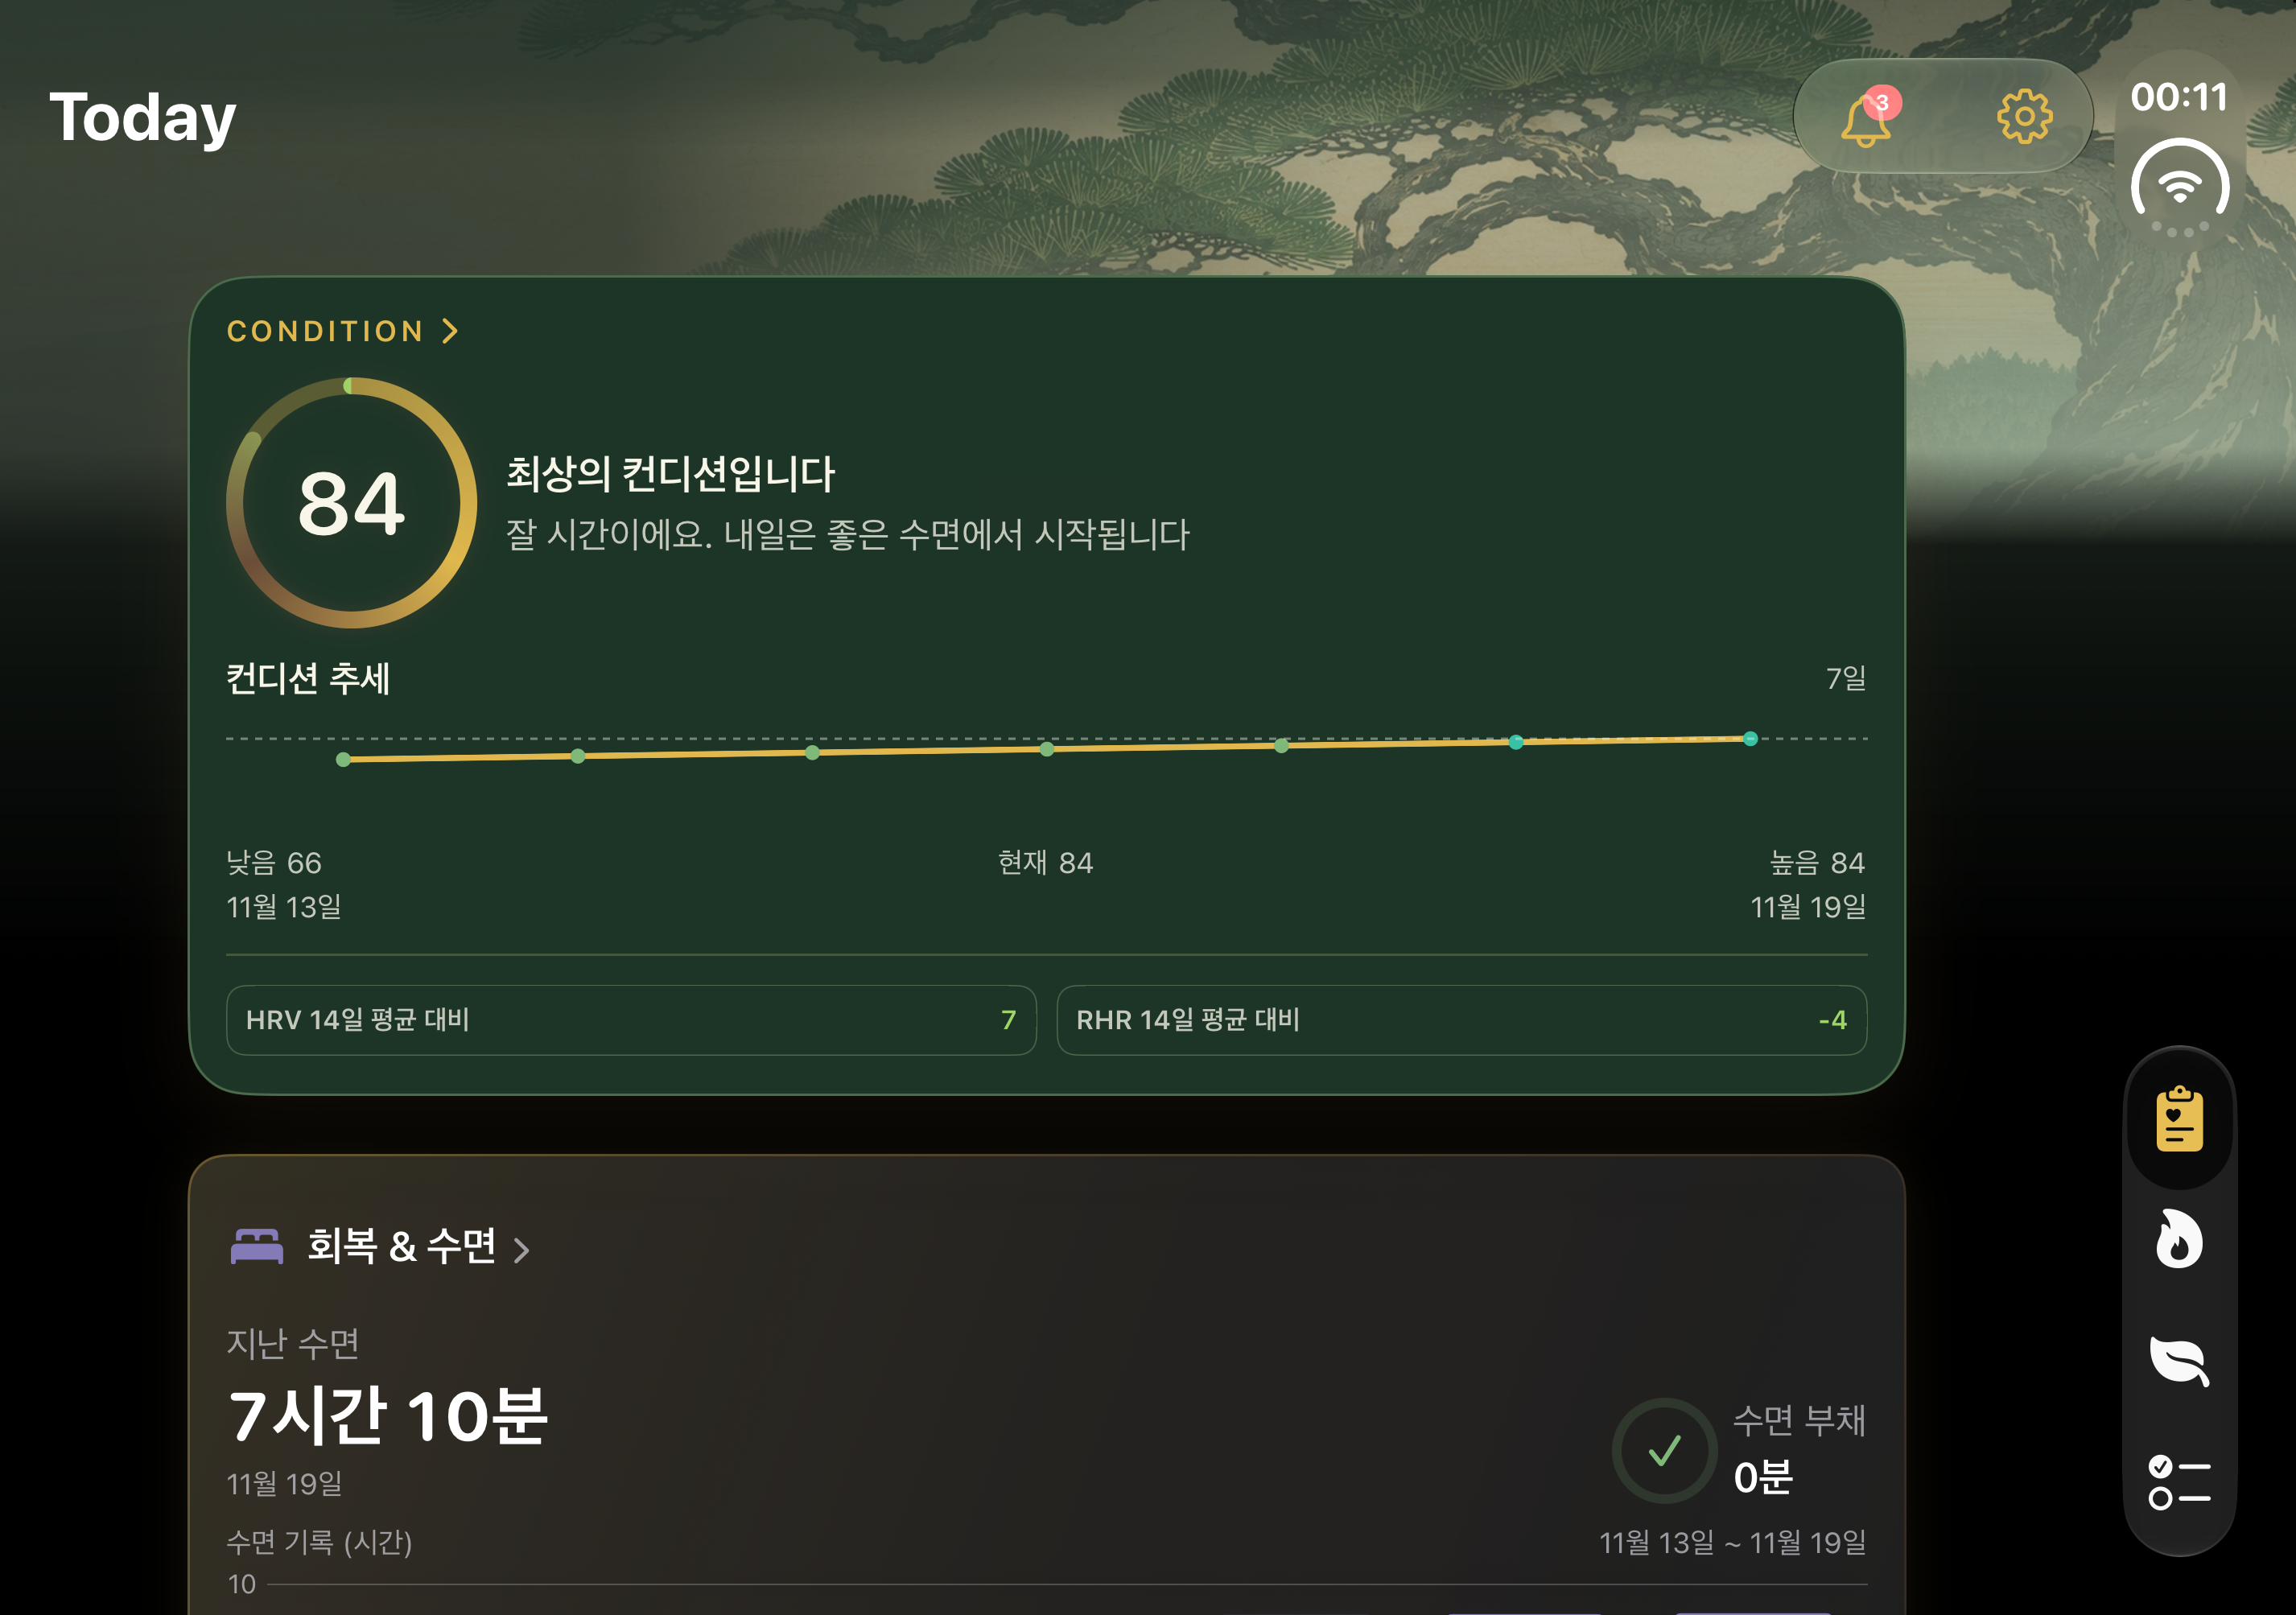 Today
3
00:11
CONDITION
84
최상의 컨디션입니다
잘 시간이에요. 내일은 좋은 수면에서 시작됩니다
컨디션 추세
7일
낮음 66
현재 84
높음 84
11월 13일
11월 19일
HRV 14일 평균 대비
7
RHR 14일 평균 대비
-4
회복 & 수면
지난 수면
7시간 10분
11월 19일
수면 부채
0분
수면 기록 (시간)
11월 13일 ~ 11월 19일
10